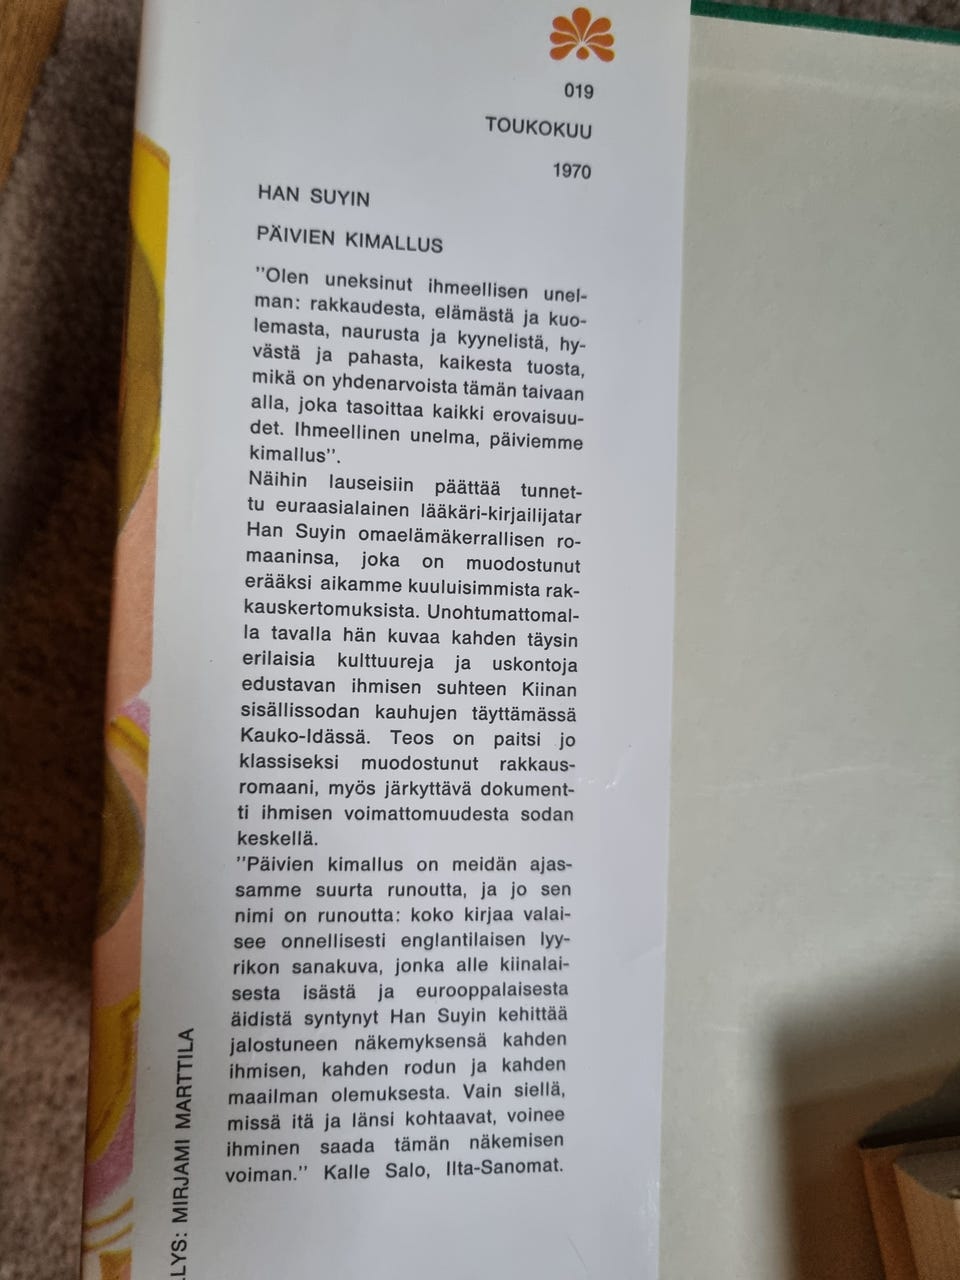 019
TOUKOKUU
1970
HAN SUYIN
PÄIVIEN KIMALLUS
”Olen uneksinut ihmeellisen unel-
man: rakkaudesta, elämästä ja kuo-
lemasta, naurusta ja kyynelistä, hy-
västä ja pahasta, kaikesta tuosta,
mikä on yhdenarvoista tämän taivaan
alla, joka tasoittaa kaikki erovaisuu-
det. Ihmeellinen unelma, päiviemme
kimallus”.
Näihin lauseisiin päättää tunnet-
tu euraasialainen lääkäri-kirjailijatar
Han Suyin omaelämäkerrallisen ro-
maaninsa, joka on muodostunut
erääksi aikamme kuuluisimmista rak-
kauskertomuksista. Unohtumattomal-
la tavalla hän kuvaa kahden täysin
erilaisia kulttuureja ja uskontoja
edustavan ihmisen suhteen Kiinan
sisällissodan kauhujen täyttämässä
Kauko-Idässä. Teos on paitsi jo
klassiseksi muodostunut rakkaus-
romaani, myös järkyttävä dokument-
ti ihmisen voimattomuudesta sodan
keskellä.
”Päivien kimallus on meidän ajas-
samme suurta runoutta, ja jo sen
nimi on runoutta: koko kirjaa valai-
see onnellisesti englantilaisen lyy-
rikon sanakuva, jonka alle kiinalai-
sesta isästä ja eurooppalaisesta
äidistä syntynyt Han Suyin kehittää
jalostuneen näkemyksensä kahden
ihmisen, kahden rodun ja kahden
maailman olemuksesta. Vain siellä,
missä itä ja länsi kohtaavat, voinee
ihminen saada tämän näkemisen
voiman.” Kalle Salo, Ilta-Sanomat.
LLYS: MIRJAMI MARTTILA